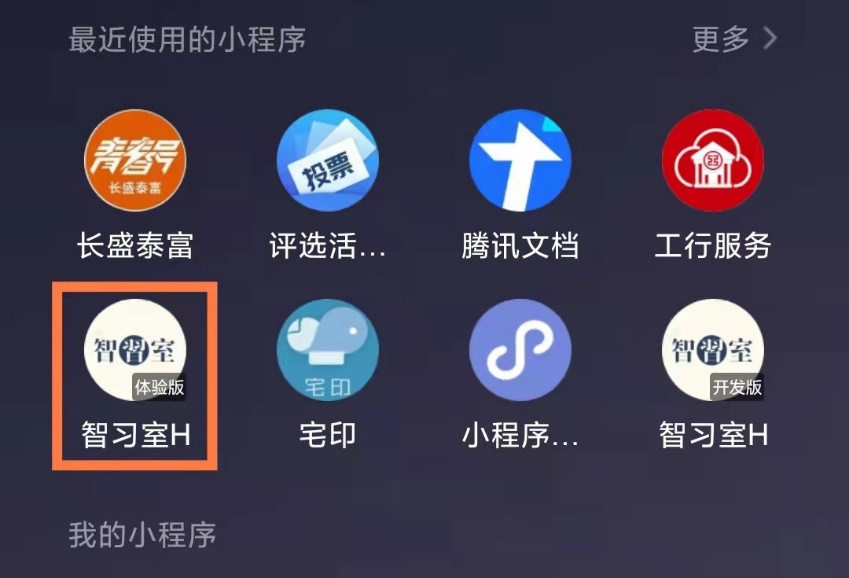 最近使用的小程序
更多
青春号
长盛泰富
投票
长盛泰富
评选活...
腾讯文档
工行服务
智習室
体验版
宅印
智習室
开发版
智习室H
宅印
小程序...
智习室H
我的小程序